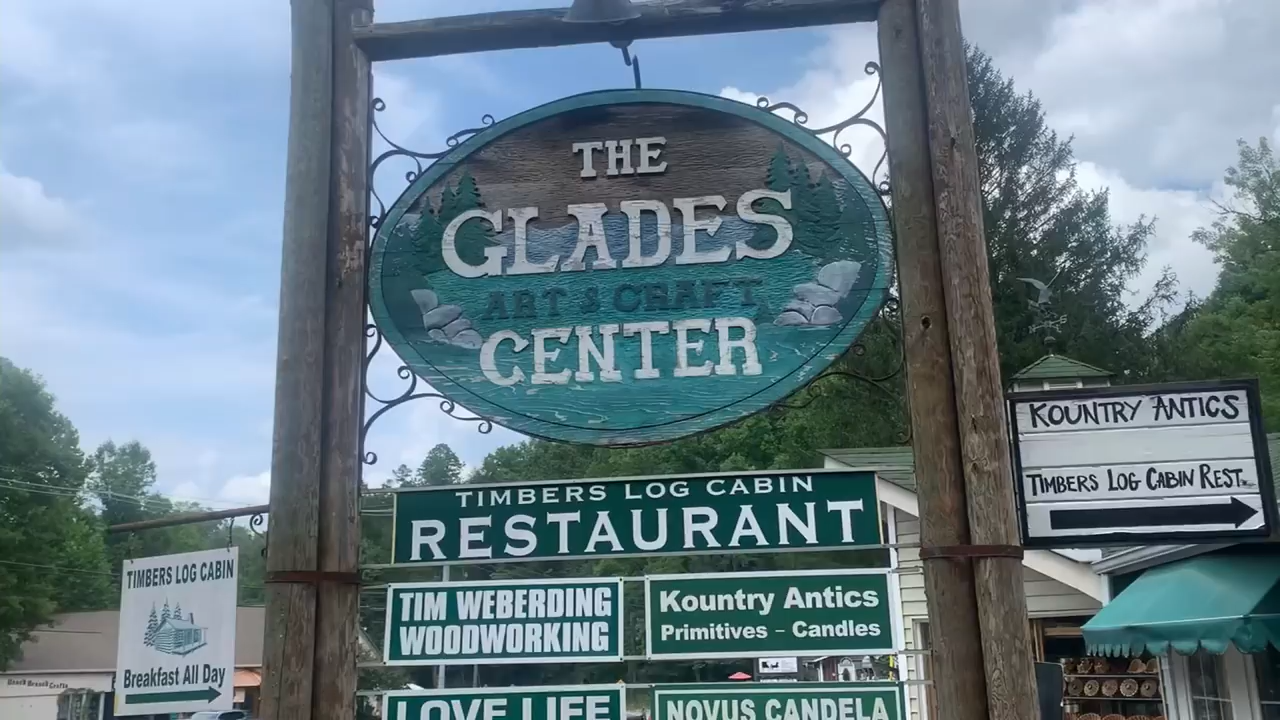 THE
GLADES
ART & CRAFT
CENTER
TIMBERS LOG CABIN
RESTAURANT
TIM WEBERDING
WOODWORKING
Kountry Antics
Primitives - Candles
LOVE LIFE
NOVUS CANDELA
KOUNTRY ANTICS
TIMBERS LOG CABIN REST.
TIMBERS LOG CABIN
Breakfast All Day